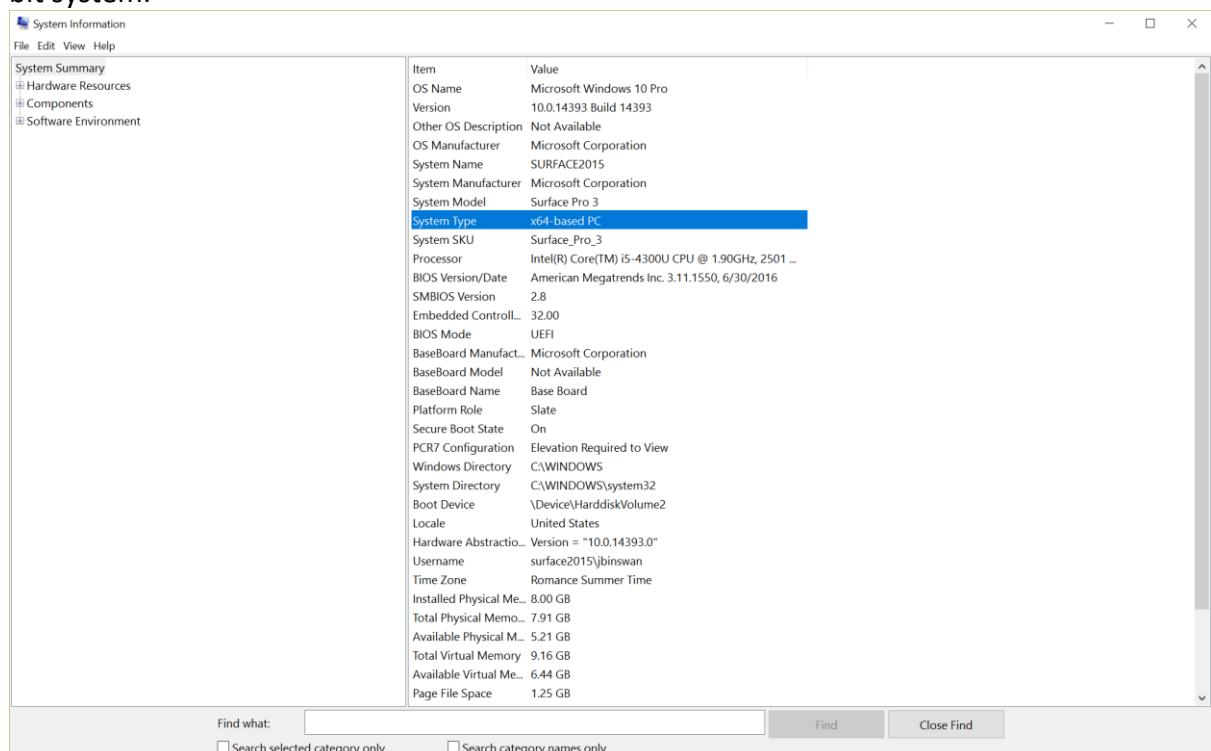 bit system.
System Information
File Edit View Help
System Summary
Hardware Resources
Components
Software Environment
Item Value
OS Name Microsoft Windows 10 Pro
Version 10.0.14393 Build 14393
Other OS Description Not Available
OS Manufacturer Microsoft Corporation
System Name SURFACE2015
System Manufacturer Microsoft Corporation
System Model Surface Pro 3
System Type x64-based PC
System SKU Surface_Pro_3
Processor Intel(R) Core(TM) i5-4300U CPU @ 1.90GHz, 2501 ...
BIOS Version/Date American Megatrends Inc. 3.11.1550, 6/30/2016
SMBIOS Version 2.8
Embedded Controll... 32.00
BIOS Mode UEFI
BaseBoard Manufact... Microsoft Corporation
BaseBoard Model Not Available
BaseBoard Name Base Board
Platform Role Slate
Secure Boot State On
PCR7 Configuration Elevation Required to View
Windows Directory C:\WINDOWS
System Directory C:\WINDOWS\system32
Boot Device \Device\HarddiskVolume2
Locale United States
Hardware Abstractio... Version = "10.0.14393.0"
Username surface2015\jbinswan
Time Zone Romance Summer Time
Installed Physical Me... 8.00 GB
Total Physical Memo... 7.91 GB
Available Physical M... 5.21 GB
Total Virtual Memory 9.16 GB
Available Virtual Me... 6.44 GB
Page File Space 1.25 GB
Find what: Find Close Find
Search selected category only Search category names only